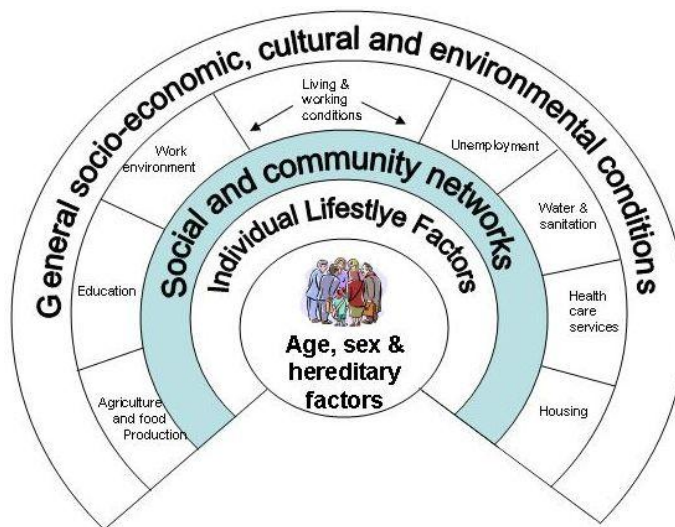 General socio-economic, cultural and environmental conditions
Living &
working
conditions
Work
environment
Unemployment
Education
Water &
sanitation
Agriculture
and food
Production
Health
care
services
Housing
Social and community networks
Individual Lifestlye Factors
Age, sex &
hereditary
factors